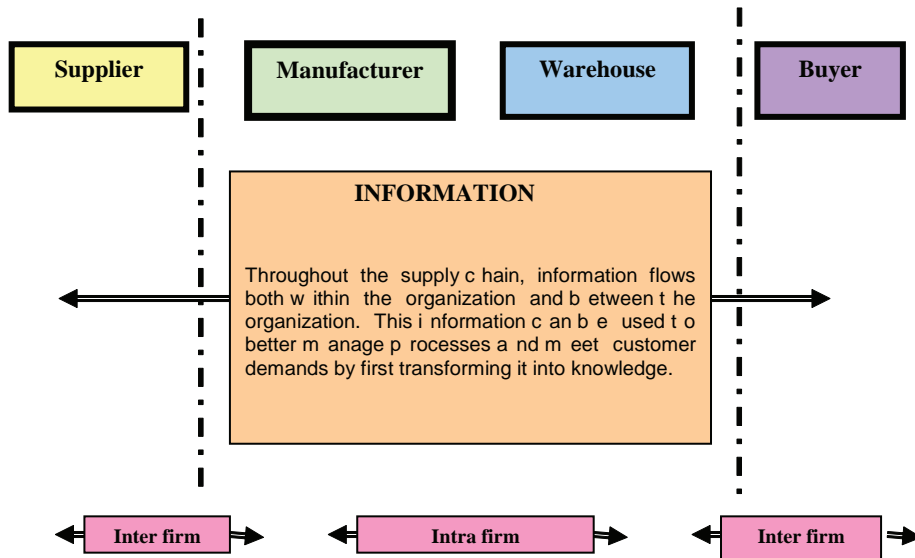 Supplier
Manufacturer
Warehouse
Buyer
INFORMATION
Throughout the supply c hain, information flows
both w ithin the organization and b etween t he
organization. This i nformation c an b e used t o
better m anage p rocesses a nd m eet customer
demands by first transforming it into knowledge.
Inter firm
Intra firm
Inter firm